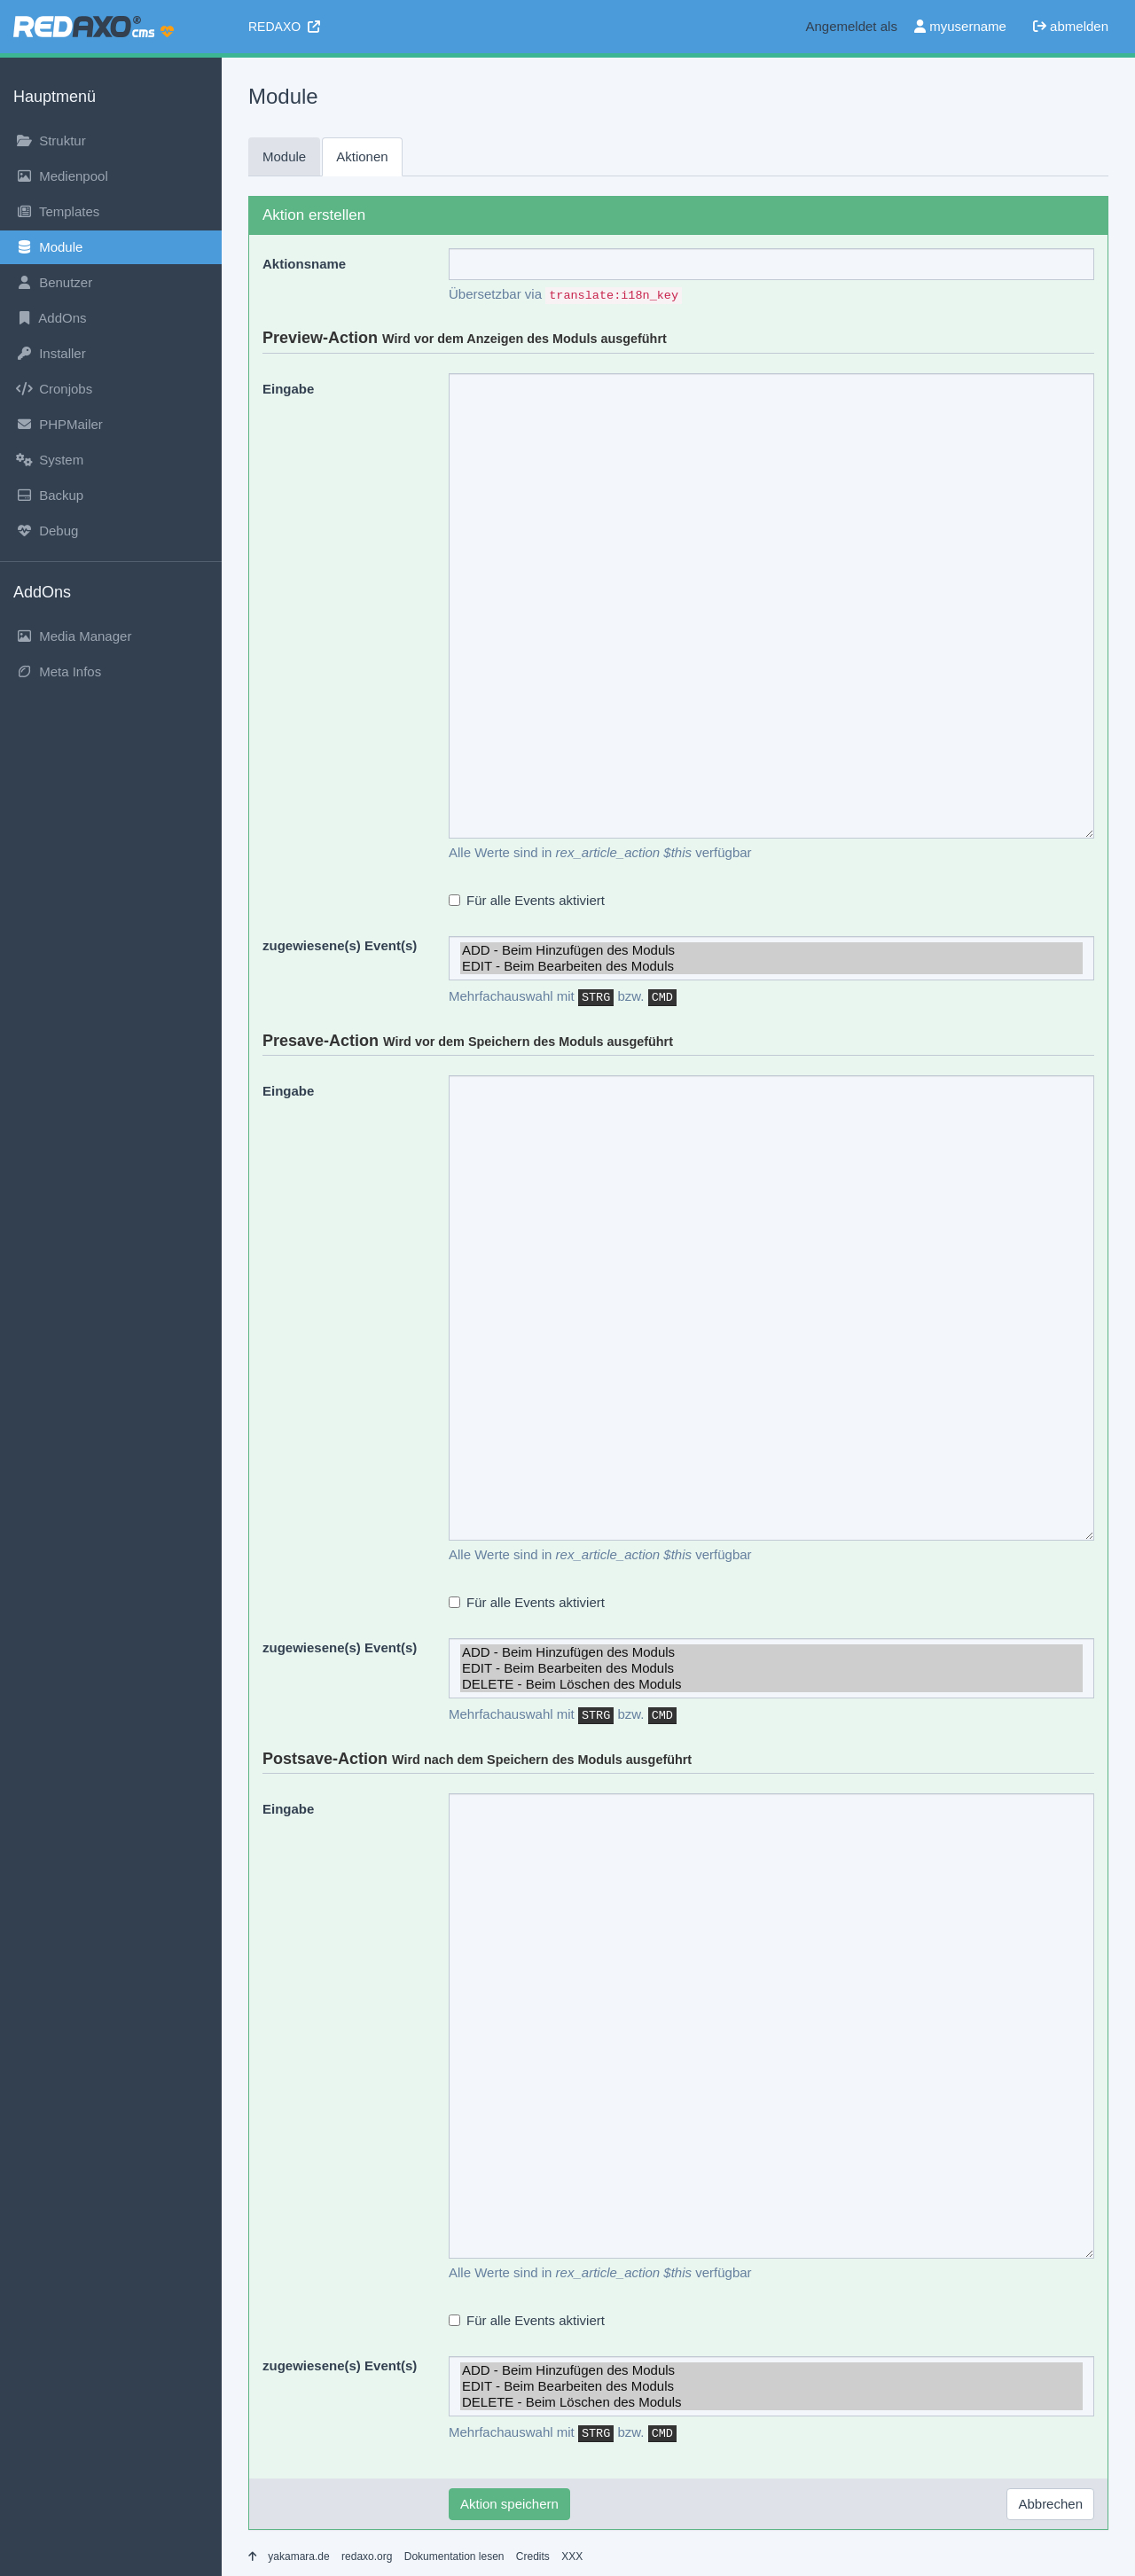 REDAXO® cms
REDAXO
Angemeldet als myusername abmelden
Hauptmenü
Struktur
Medienpool
Templates
Module
Benutzer
AddOns
Installer
Cronjobs
PHPMailer
System
Backup
Debug
AddOns
Media Manager
Meta Infos
Module
Module Aktionen
Aktion erstellen
Aktionsname
Übersetzbar via translate:i18n_key
Preview-Action Wird vor dem Anzeigen des Moduls ausgeführt
Eingabe
Alle Werte sind in rex_article_action $this verfügbar
Für alle Events aktiviert
zugewiesene(s) Event(s)
ADD - Beim Hinzufügen des Moduls
EDIT - Beim Bearbeiten des Moduls
Mehrfachauswahl mit STRG bzw. CMD
Presave-Action Wird vor dem Speichern des Moduls ausgeführt
Eingabe
Alle Werte sind in rex_article_action $this verfügbar
Für alle Events aktiviert
zugewiesene(s) Event(s)
ADD - Beim Hinzufügen des Moduls
EDIT - Beim Bearbeiten des Moduls
DELETE - Beim Löschen des Moduls
Mehrfachauswahl mit STRG bzw. CMD
Postsave-Action Wird nach dem Speichern des Moduls ausgeführt
Eingabe
Alle Werte sind in rex_article_action $this verfügbar
Für alle Events aktiviert
zugewiesene(s) Event(s)
ADD - Beim Hinzufügen des Moduls
EDIT - Beim Bearbeiten des Moduls
DELETE - Beim Löschen des Moduls
Mehrfachauswahl mit STRG bzw. CMD
Aktion speichern Abbrechen
yakamara.de redaxo.org Dokumentation lesen Credits XXX